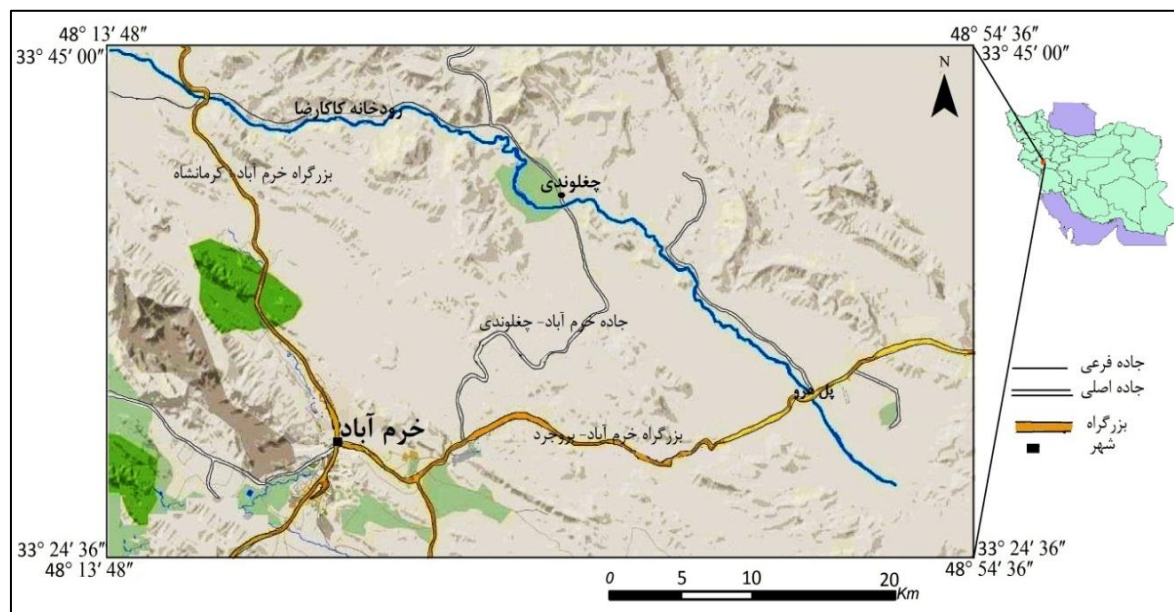 48° 13′ 48″
33° 45′ 00″
48° 54′ 36″
33° 45′ 00″
N
رودخانه کاکارضا
بزرگراه خرم آباد- کرمانشاه
چغلوندی
جاده خرم آباد- چغلوندی
پل هرو
خرم آباد
بزرگراه خرم آباد- بروجرد
جاده فرعی
جاده اصلی
بزرگراه
شهر
33° 24′ 36″
48° 13′ 48″
33° 24′ 36″
48° 54′ 36″
0 5 10 20
Km